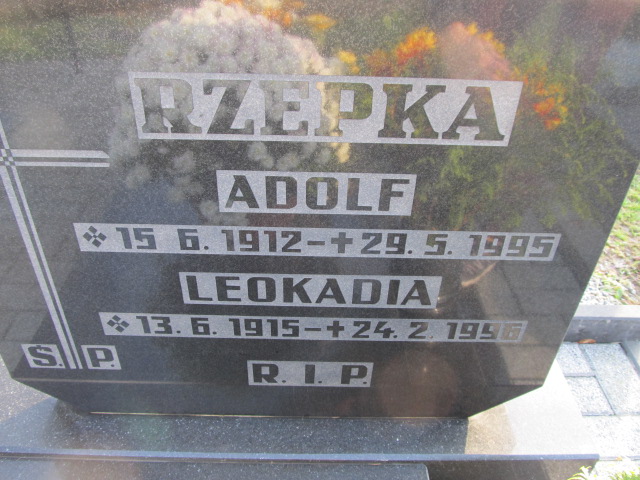 RZEPKA
ADOLF
15 6. 1912 - + 29. 5. 1995
LEOKADIA
13. 6. 1915 - + 24. 2. 1996
Ś. P.
R. I. P.